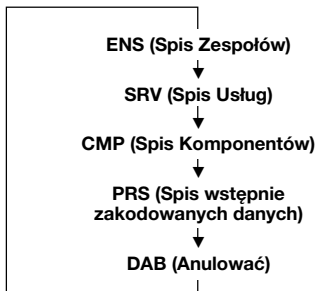 ENS (Spis Zespołów)
SRV (Spis Usług)
CMP (Spis Komponentów)
PRS (Spis wstępnie
zakodowanych danych)
DAB (Anulować)